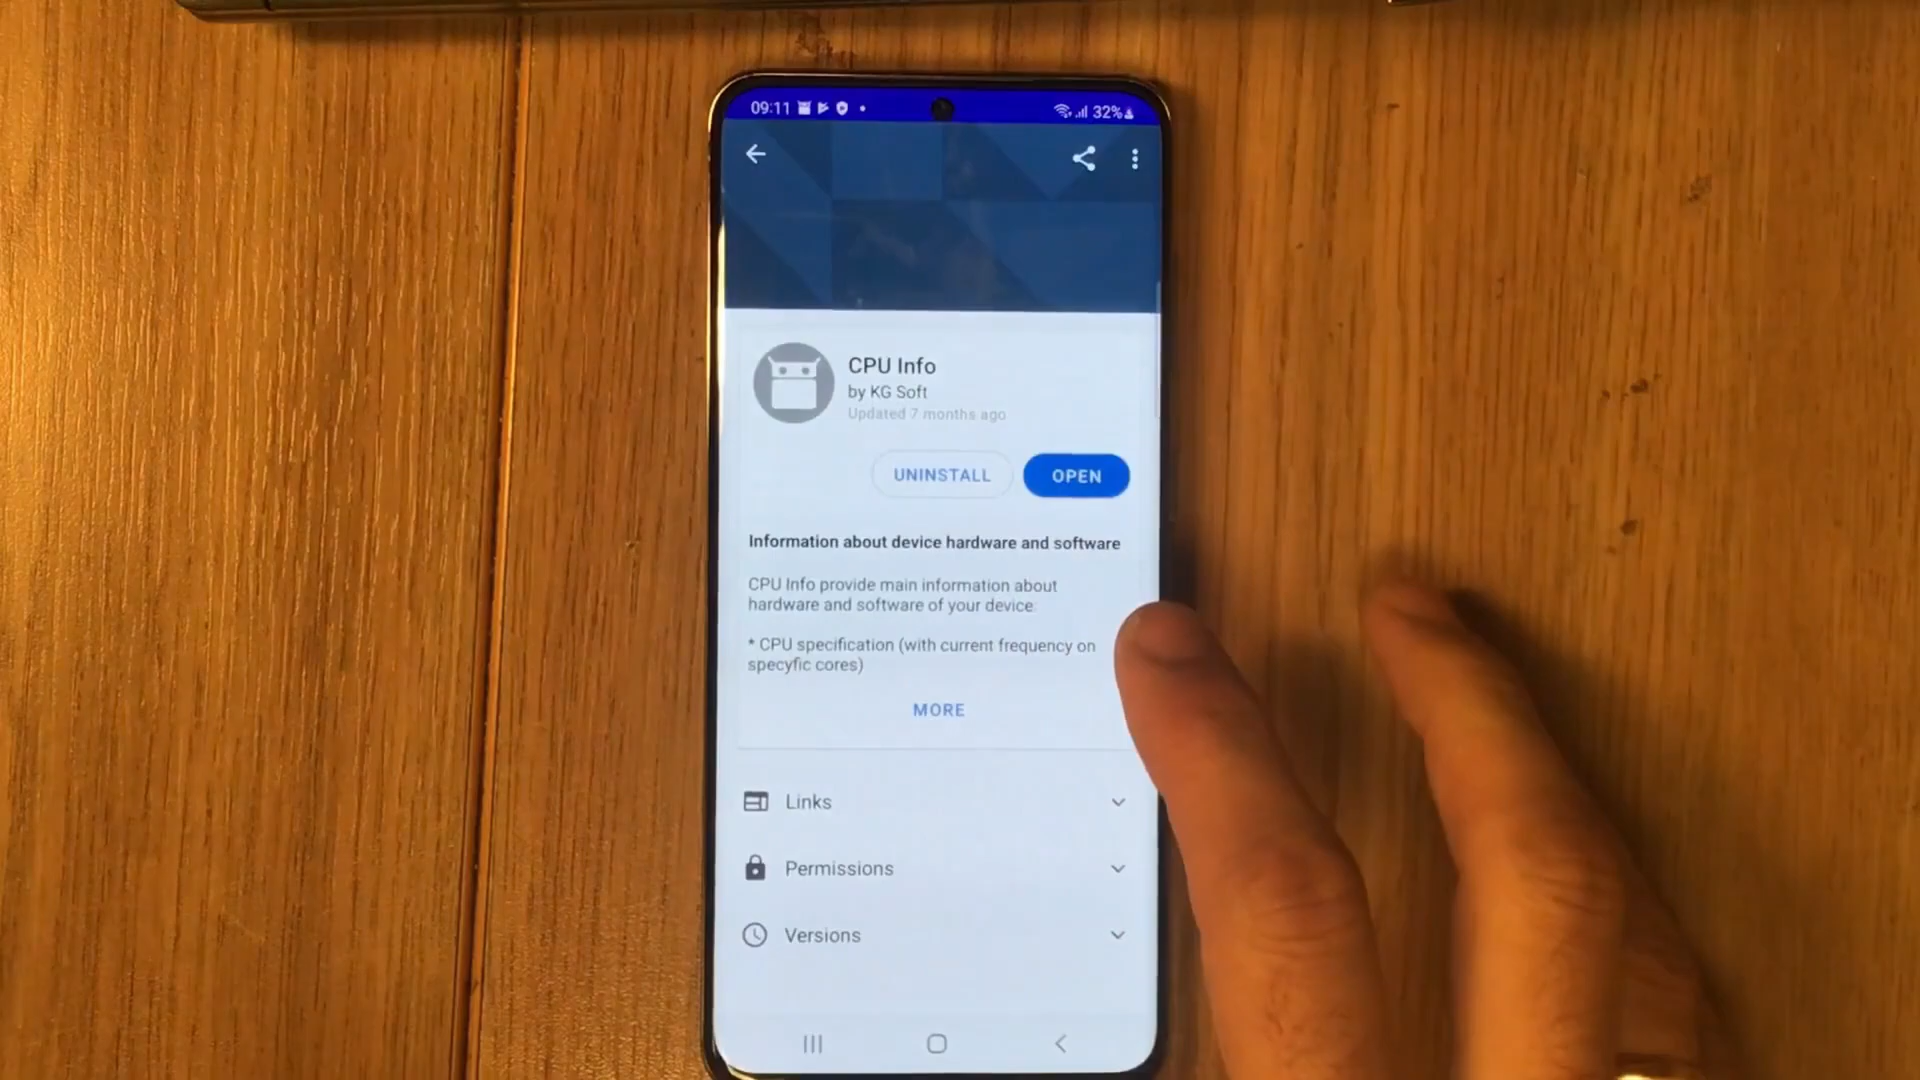 09:11
32%
CPU Info
by KG Soft
Updated 7 months ago
UNINSTALL
OPEN
Information about device hardware and software
CPU Info provide main information about
hardware and software of your device.
* CPU specification (with current frequency on
specyfic cores)
MORE
Links
Permissions
Versions